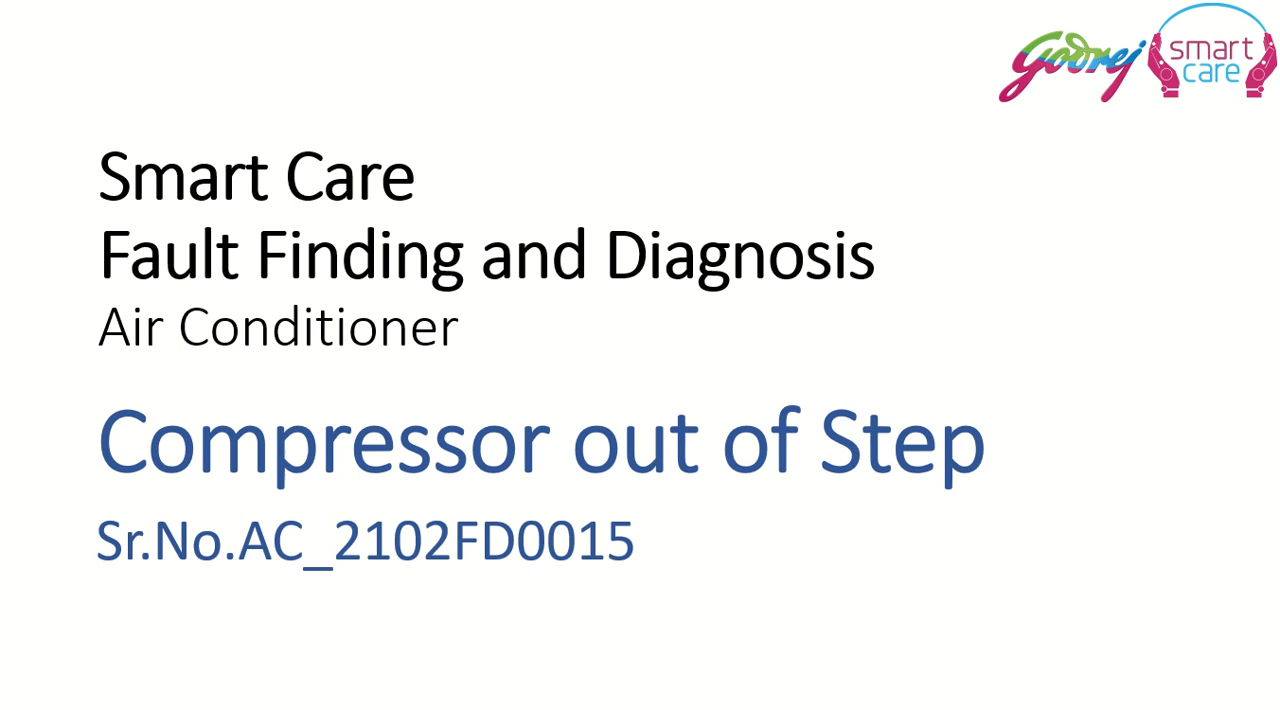 Godrej smart care
Smart Care
Fault Finding and Diagnosis
Air Conditioner
Compressor out of Step
Sr.No.AC_2102FD0015